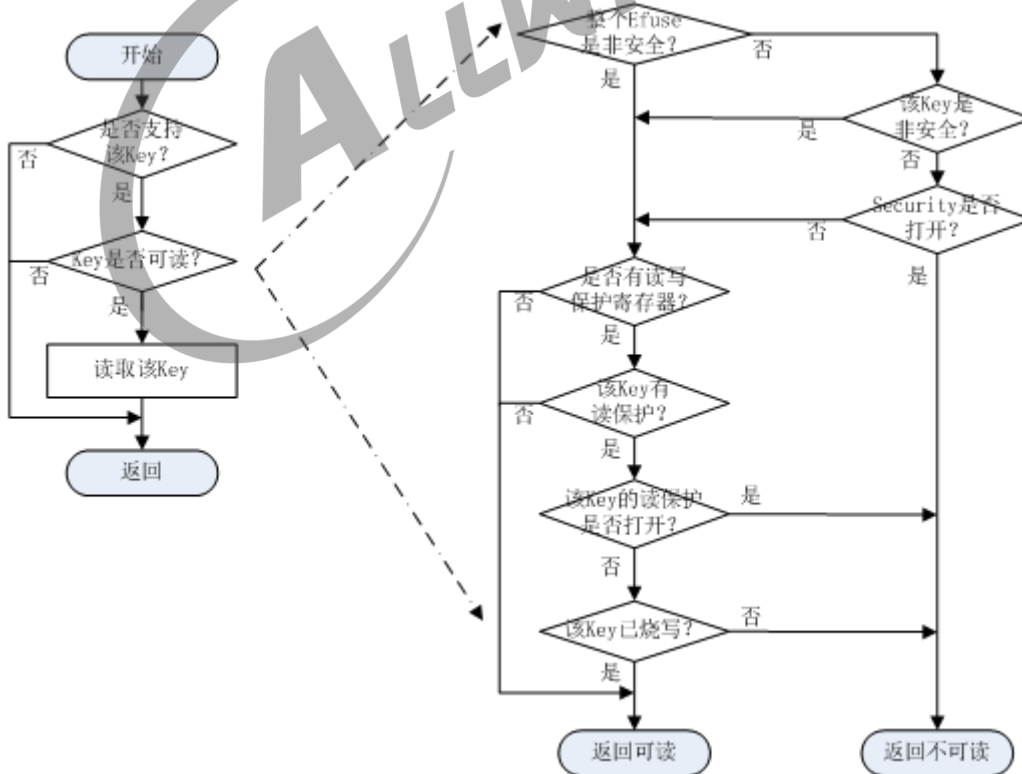 开始
是否支持
该Key?
否
是
Key是否可读?
否
是
读取该Key
返回
整个Efuse
是非安全?
否
是
该Key是
非安全?
是
否
Security是否
打开?
否
是
是否有读写
保护寄存器?
否
是
该Key有
读保护?
否
是
该Key的读保护
是否打开?
是
否
该Key已烧写?
否
是
返回可读
返回不可读